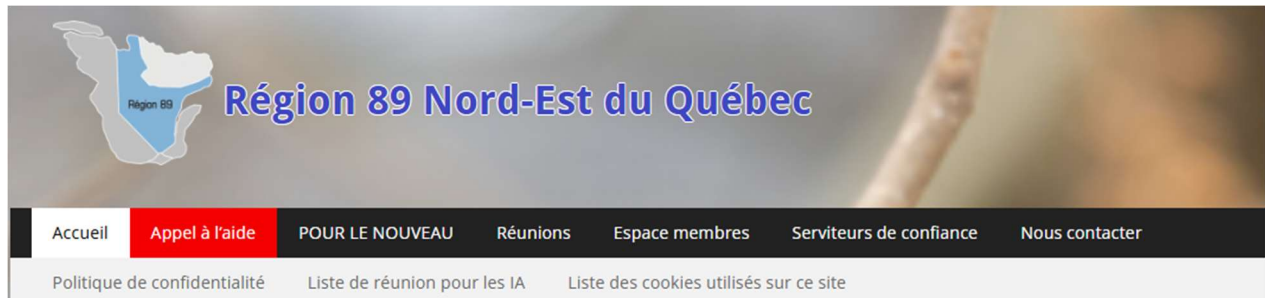 Région 89
Région 89 Nord-Est du Québec
Accueil Appel à l'aide POUR LE NOUVEAU Réunions Espace membres Serviteurs de confiance Nous contacter
Politique de confidentialité Liste de réunion pour les IA Liste des cookies utilisés sur ce site